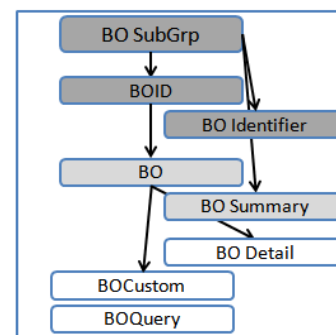 BO SubGrp
BOID
BO Identifier
BO
BO Summary
BO Detail
BOCustom
BOQuery